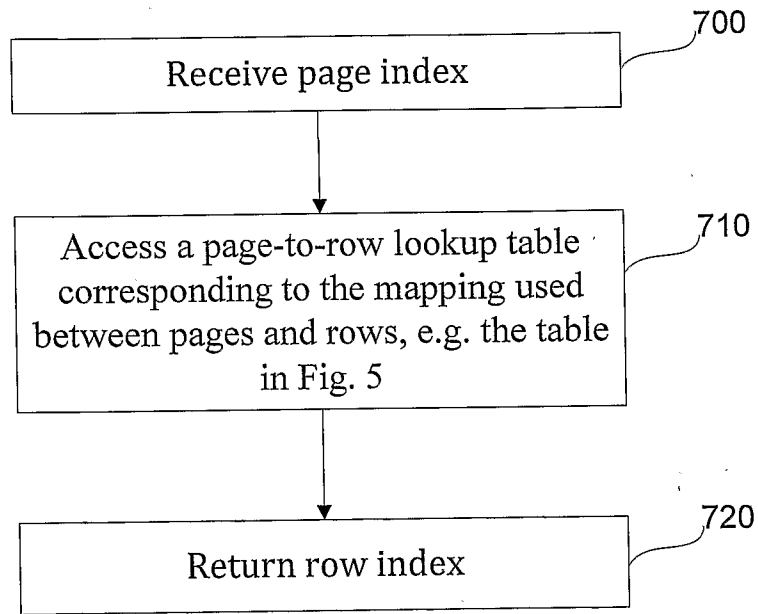 700
Receive page index
710
Access a page-to-row lookup table
corresponding to the mapping used
between pages and rows, e.g. the table
in Fig. 5
720
Return row index